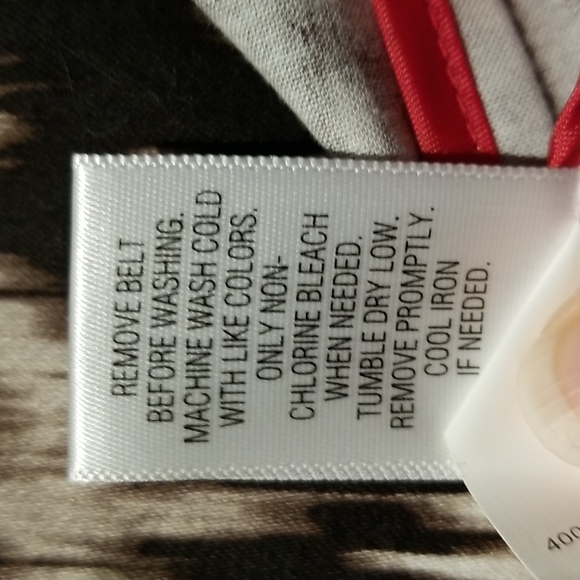 REMOVE BELT
BEFORE WASHING.
MACHINE WASH COLD
WITH LIKE COLORS.
ONLY NON-
CHLORINE BLEACH
WHEN NEEDED.
TUMBLE DRY LOW.
REMOVE PROMPTLY.
COOL IRON
IF NEEDED.
400